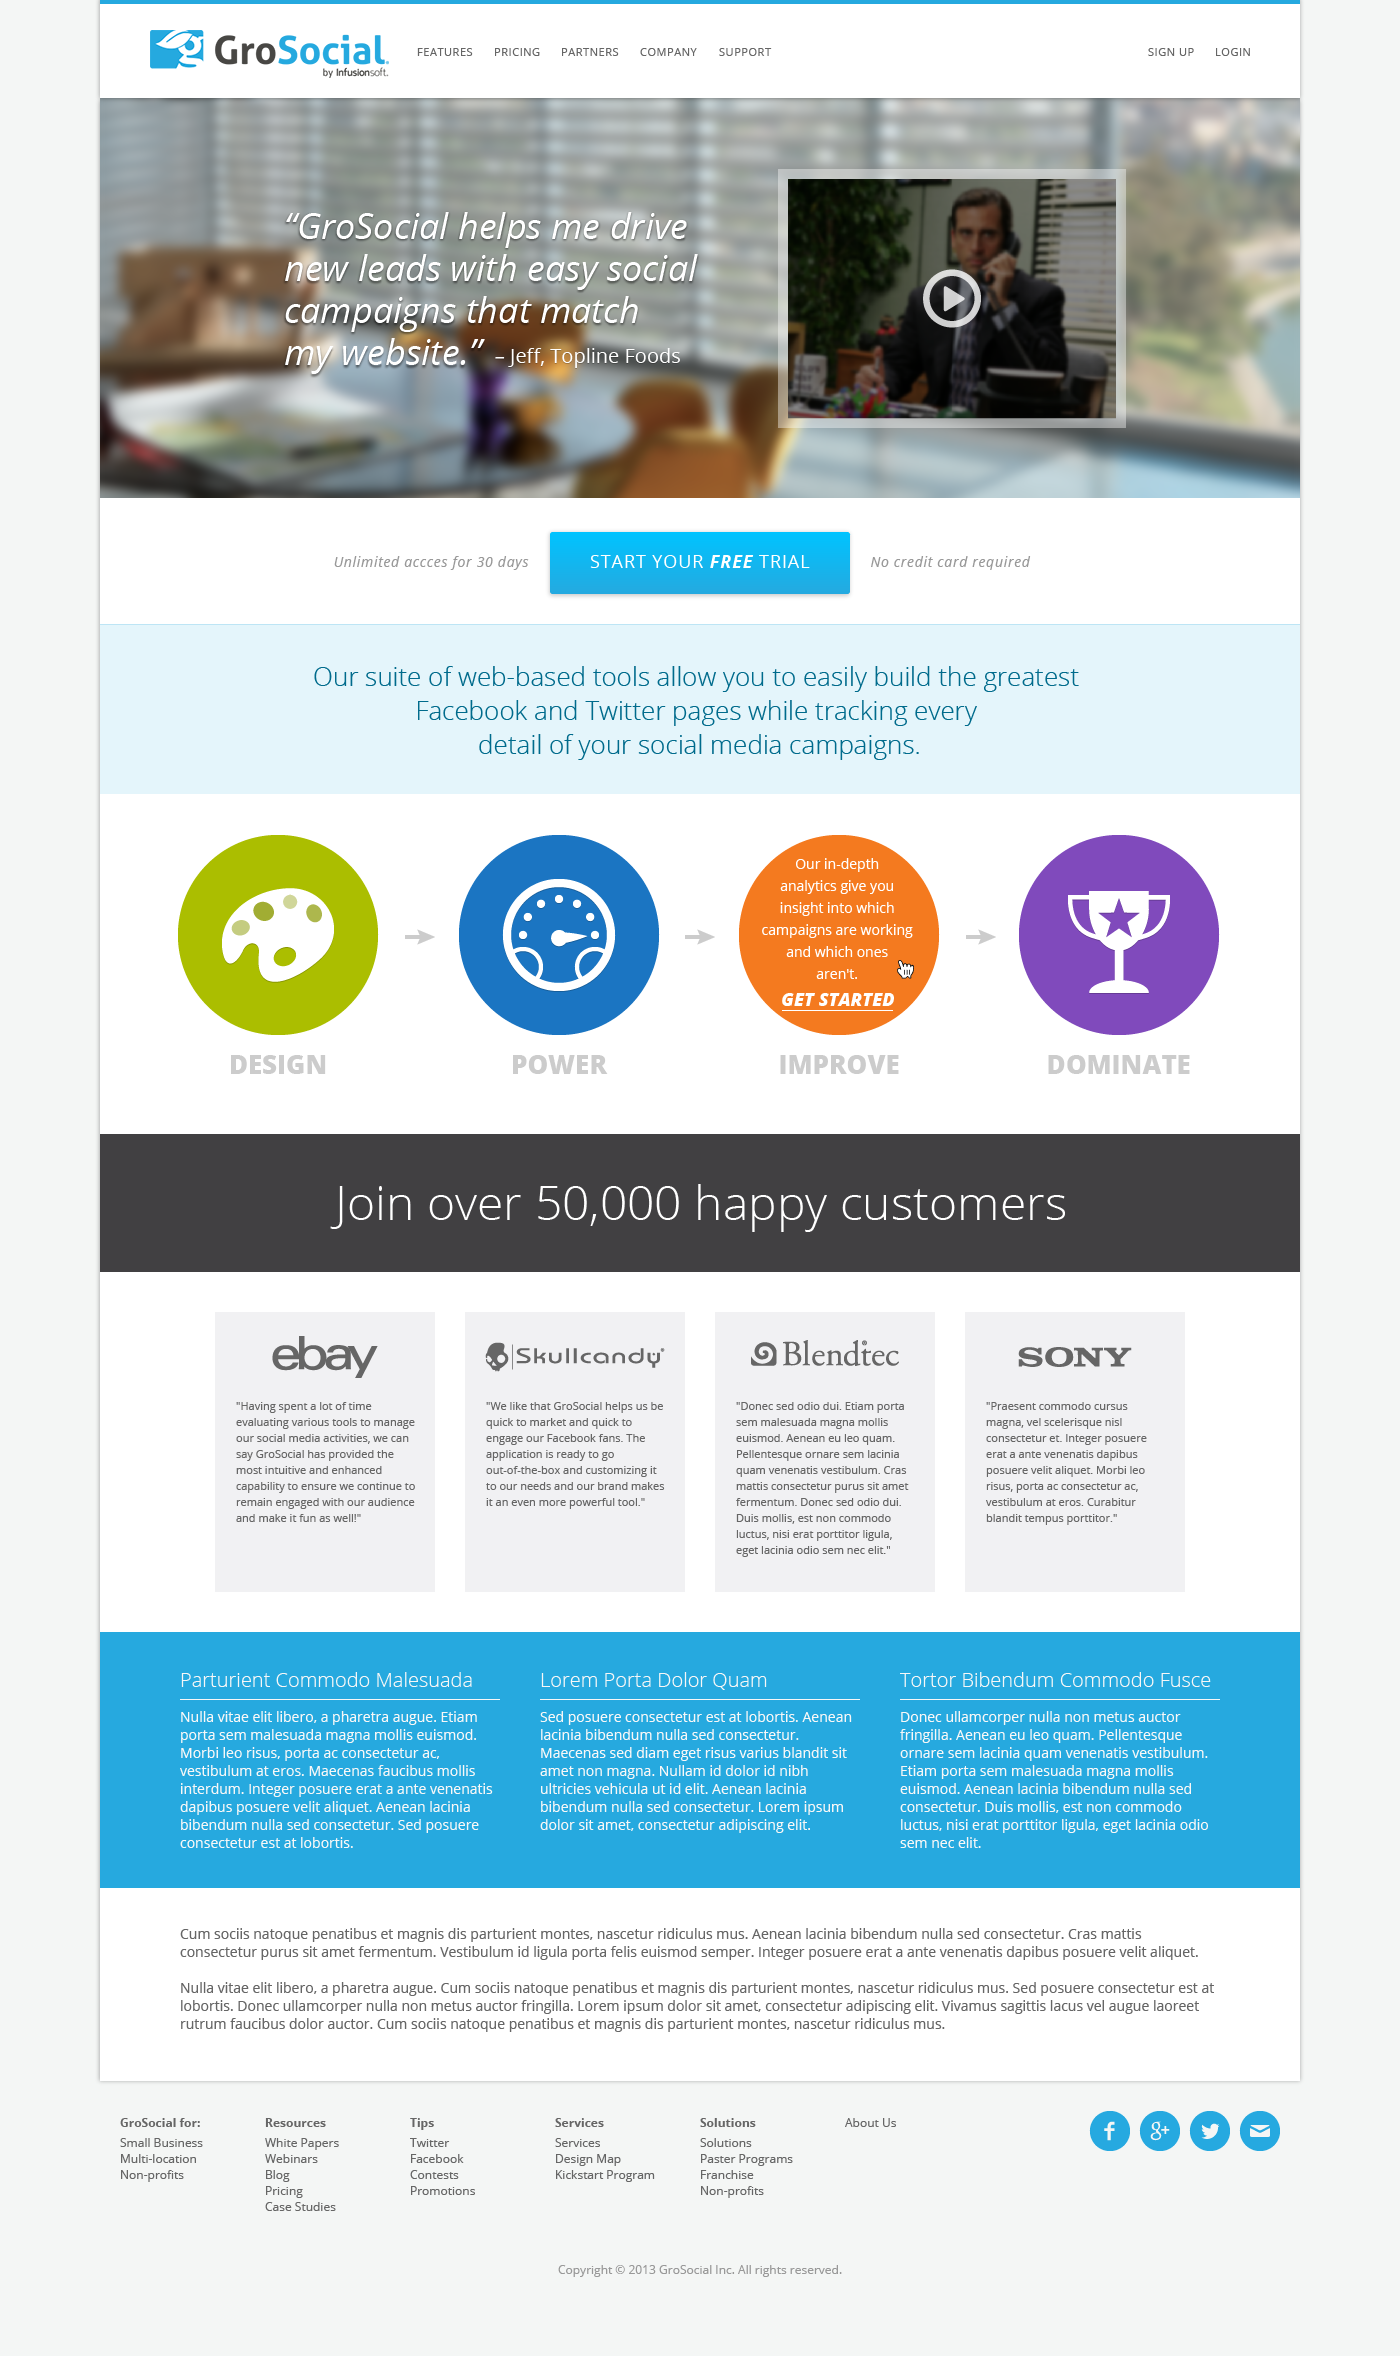 GroSocial
by Infusionsoft.
FEATURES PRICING PARTNERS COMPANY SUPPORT SIGN UP LOGIN
“GroSocial helps me drive
new leads with easy social
campaigns that match
my website.” – Jeff, Topline Foods
Unlimited accces for 30 days START YOUR FREE TRIAL No credit card required
Our suite of web-based tools allow you to easily build the greatest
Facebook and Twitter pages while tracking every
detail of your social media campaigns.
Our in-depth
analytics give you
insight into which
campaigns are working
and which ones
aren't.
GET STARTED
DESIGN POWER IMPROVE DOMINATE
Join over 50,000 happy customers
ebay
"Having spent a lot of time
evaluating various tools to manage
our social media activities, we can
say GroSocial has provided the
most intuitive and enhanced
capability to ensure we continue to
remain engaged with our audience
and make it fun as well!"
Skullcandy
"We like that GroSocial helps us be
quick to market and quick to
engage our Facebook fans. The
application is ready to go
out-of-the-box and customizing it
to our needs and our brand makes
it an even more powerful tool."
Blendtec
"Donec sed odio dui. Etiam porta
sem malesuada magna mollis
euismod. Aenean eu leo quam.
Pellentesque ornare sem lacinia
quam venenatis vestibulum. Cras
mattis consectetur purus sit amet
fermentum. Donec sed odio dui.
Duis mollis, est non commodo
luctus, nisi erat porttitor ligula,
eget lacinia odio sem nec elit."
SONY
"Praesent commodo cursus
magna, vel scelerisque nisl
consectetur et. Integer posuere
erat a ante venenatis dapibus
posuere velit aliquet. Morbi leo
risus, porta ac consectetur ac,
vestibulum at eros. Curabitur
blandit tempus porttitor."
Parturient Commodo Malesuada
Nulla vitae elit libero, a pharetra augue. Etiam
porta sem malesuada magna mollis euismod.
Morbi leo risus, porta ac consectetur ac,
vestibulum at eros. Maecenas faucibus mollis
interdum. Integer posuere erat a ante venenatis
dapibus posuere velit aliquet. Aenean lacinia
bibendum nulla sed consectetur. Sed posuere
consectetur est at lobortis.
Lorem Porta Dolor Quam
Sed posuere consectetur est at lobortis. Aenean
lacinia bibendum nulla sed consectetur.
Maecenas sed diam eget risus varius blandit sit
amet non magna. Nullam id dolor id nibh
ultricies vehicula ut id elit. Aenean lacinia
bibendum nulla sed consectetur. Lorem ipsum
dolor sit amet, consectetur adipiscing elit.
Tortor Bibendum Commodo Fusce
Donec ullamcorper nulla non metus auctor
fringilla. Aenean eu leo quam. Pellentesque
ornare sem lacinia quam venenatis vestibulum.
Etiam porta sem malesuada magna mollis
euismod. Aenean lacinia bibendum nulla sed
consectetur. Duis mollis, est non commodo
luctus, nisi erat porttitor ligula, eget lacinia odio
sem nec elit.
Cum sociis natoque penatibus et magnis dis parturient montes, nascetur ridiculus mus. Aenean lacinia bibendum nulla sed consectetur. Cras mattis
consectetur purus sit amet fermentum. Vestibulum id ligula porta felis euismod semper. Integer posuere erat a ante venenatis dapibus posuere velit aliquet.
Nulla vitae elit libero, a pharetra augue. Cum sociis natoque penatibus et magnis dis parturient montes, nascetur ridiculus mus. Sed posuere consectetur est at
lobortis. Donec ullamcorper nulla non metus auctor fringilla. Lorem ipsum dolor sit amet, consectetur adipiscing elit. Vivamus sagittis lacus vel augue laoreet
rutrum faucibus dolor auctor. Cum sociis natoque penatibus et magnis dis parturient montes, nascetur ridiculus mus.
GroSocial for:
Small Business
Multi-location
Non-profits
Resources
White Papers
Webinars
Blog
Pricing
Case Studies
Tips
Twitter
Facebook
Contests
Promotions
Services
Services
Design Map
Kickstart Program
Solutions
Solutions
Paster Programs
Franchise
Non-profits
About Us
Copyright © 2013 GroSocial Inc. All rights reserved.